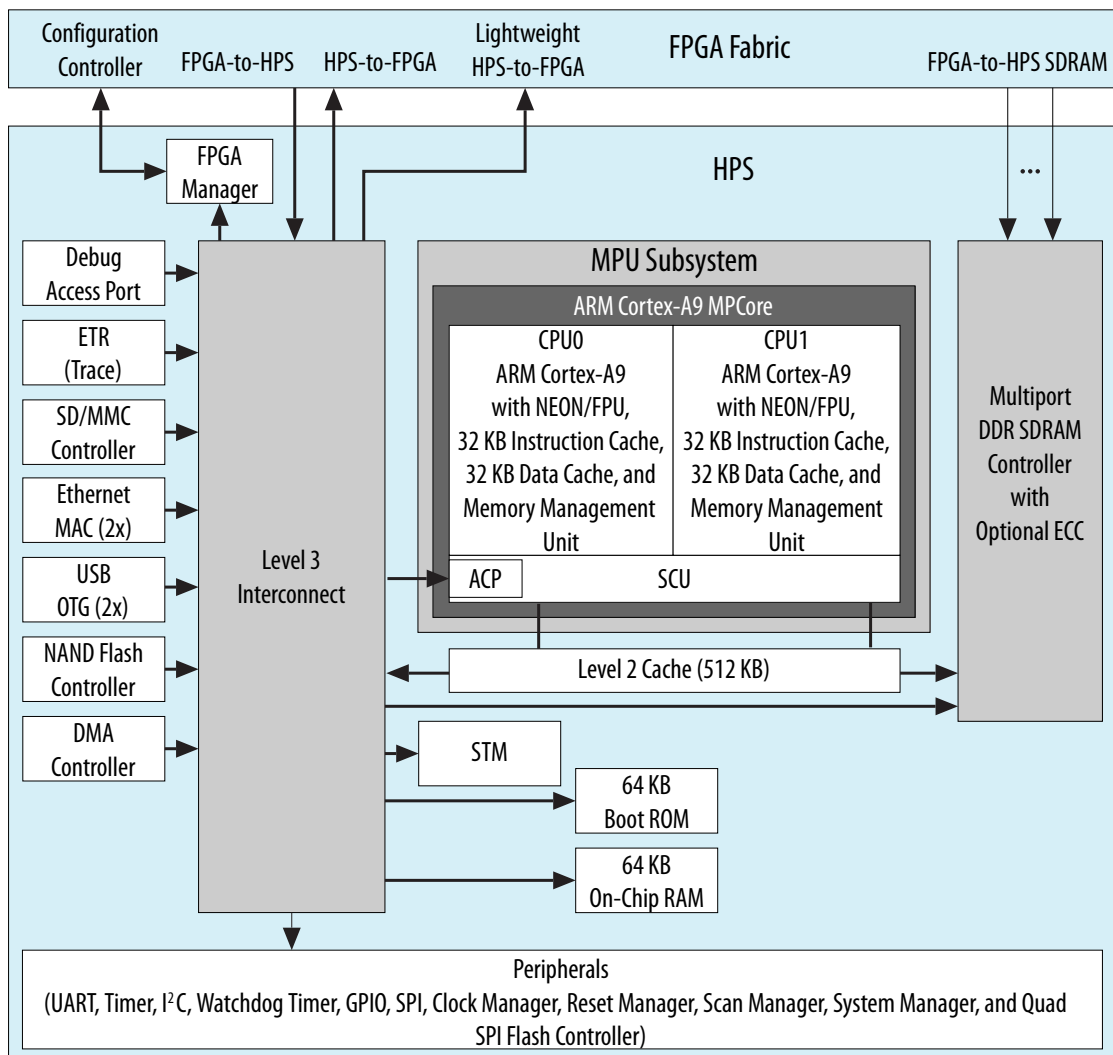 Configuration
Controller
FPGA-to-HPS
HPS-to-FPGA
Lightweight
HPS-to-FPGA
FPGA Fabric
FPGA-to-HPS SDRAM
FPGA
Manager
HPS
...
Debug
Access Port
ETR
(Trace)
SD/MMC
Controller
Ethernet
MAC (2x)
USB
OTG (2x)
NAND Flash
Controller
DMA
Controller
Level 3
Interconnect
MPU Subsystem
ARM Cortex-A9 MPCore
CPU0
ARM Cortex-A9
with NEON/FPU,
32 KB Instruction Cache,
32 KB Data Cache, and
Memory Management
Unit
CPU1
ARM Cortex-A9
with NEON/FPU,
32 KB Instruction Cache,
32 KB Data Cache, and
Memory Management
Unit
ACP
SCU
Level 2 Cache (512 KB)
Multiport
DDR SDRAM
Controller
with
Optional ECC
STM
64 KB
Boot ROM
64 KB
On-Chip RAM
Peripherals
(UART, Timer, I²C, Watchdog Timer, GPIO, SPI, Clock Manager, Reset Manager, Scan Manager, System Manager, and Quad
SPI Flash Controller)